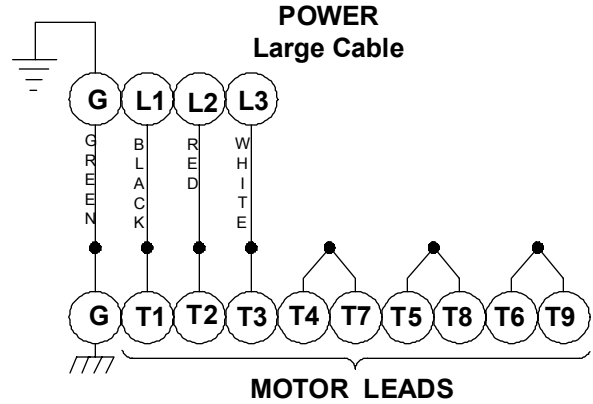 POWER
Large Cable
G L1 L2 L3
GREEN BLACK RED WHITE
G T1 T2 T3 T4 T7 T5 T8 T6 T9
MOTOR LEADS